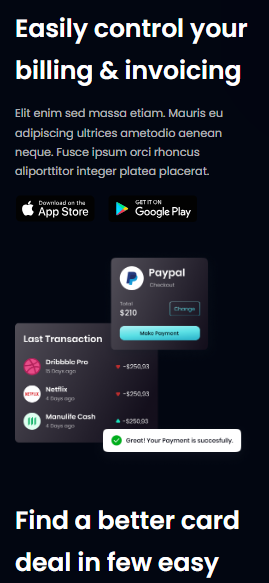 Easily control your
billing & invoicing
Elit enim sed massa etiam. Mauris eu
adipiscing ultrices ametodio aenean
neque. Fusce ipsum orci rhoncus
aliporttitor integer platea placerat.
Download on the
App Store
GET IT ON
Google Play
Paypal
Checkout
Total
$210
Change
Make Payment
Last Transaction
Dribbble Pro
15 Days ago
-$250,93
NETFLIX
Netflix
4 Days ago
-$250,93
Manulife Cash
4 Days ago
-$250,93
Great! Your Payment is succesfully.
Find a better card
deal in few easy